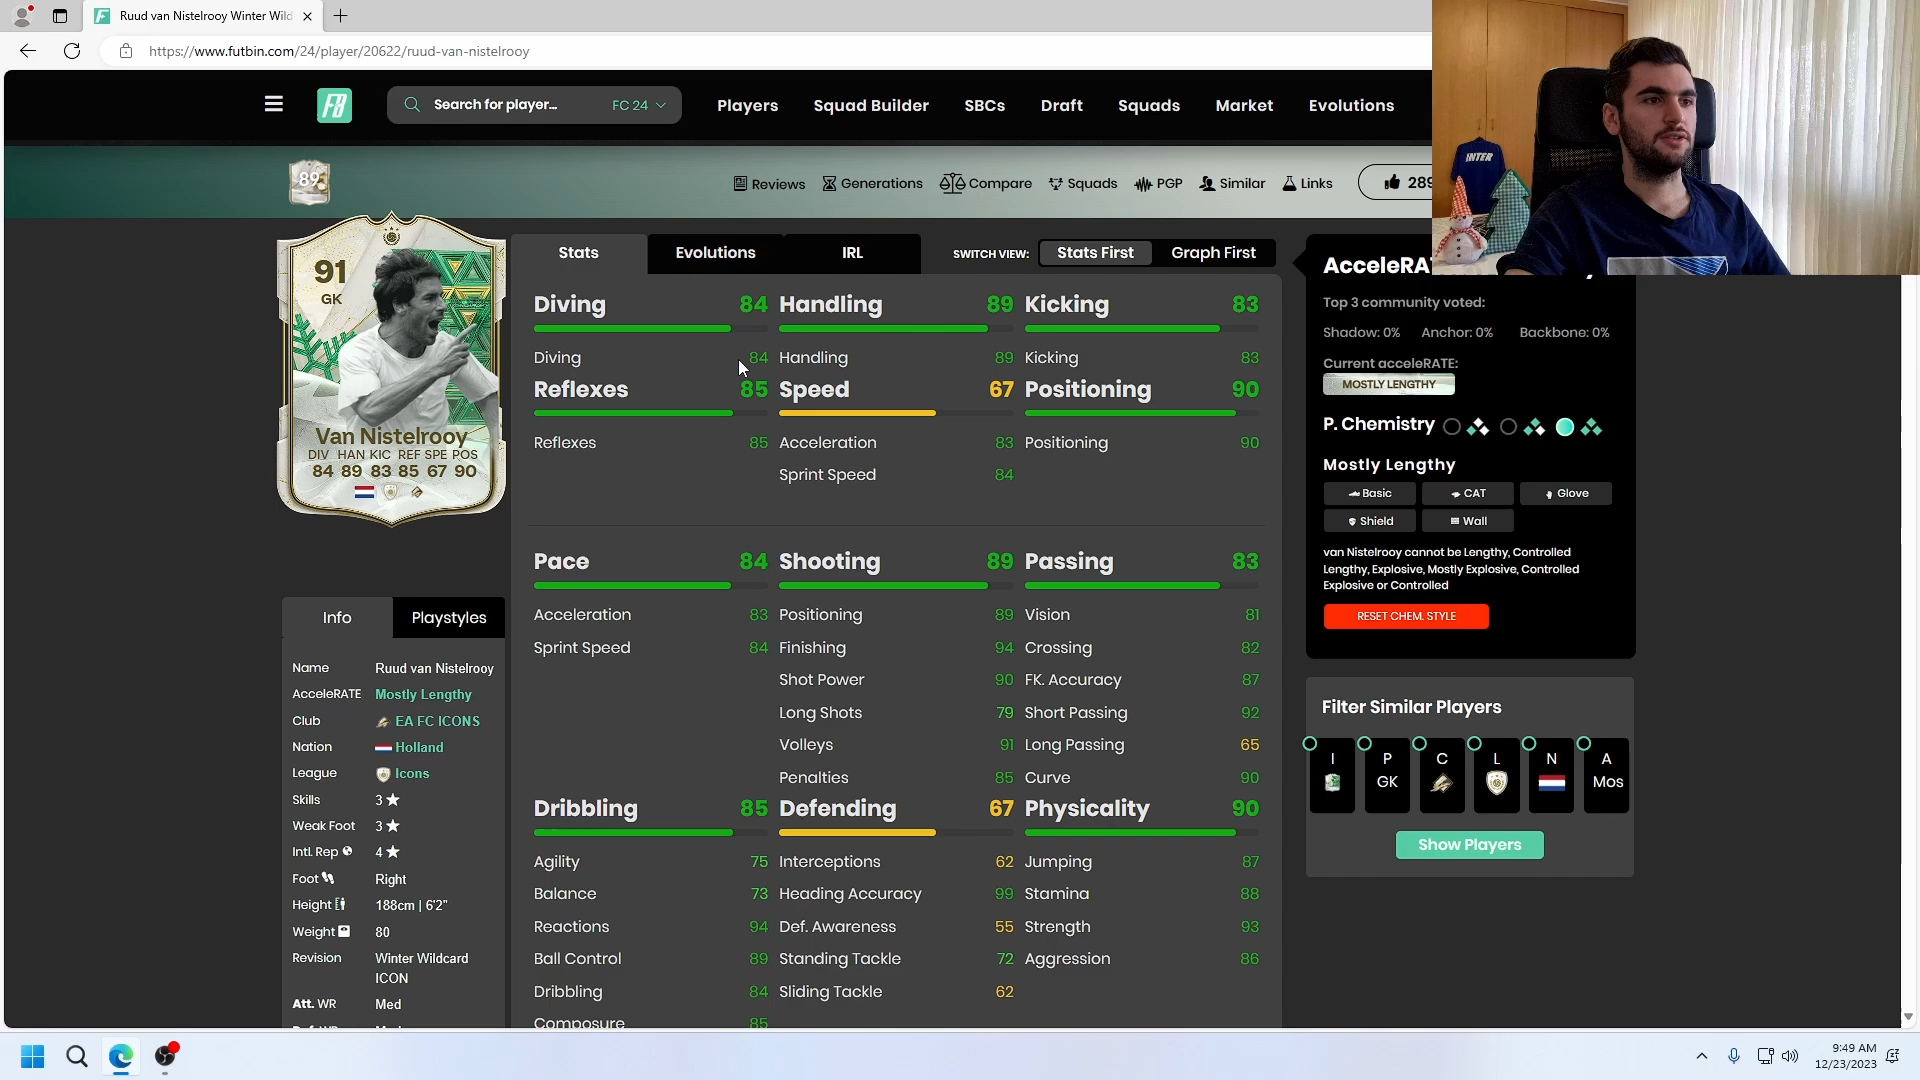 Ruud van Nistelrooy Winter Wild
https://www.futbin.com/24/player/20622/ruud-van-nistelrooy
FB
Search for player...
FC 24
Players
Squad Builder
SBCs
Draft
Squads
Market
Evolutions
INTER
89
Reviews
Generations
Compare
Squads
PGP
Similar
Links
289
91
GK
Van Nistelrooy
DIV HAN KIC REF SPE POS
84 89 83 85 67 90
Stats
Evolutions
IRL
SWITCH VIEW:
Stats First
Graph First
Diving 84 Handling 89 Kicking 83
Diving 84 Handling 89 Kicking 83
Reflexes 85 Speed 67 Positioning 90
Reflexes 85 Acceleration 83 Positioning 90
Sprint Speed 84
Pace 84 Shooting 89 Passing 83
Acceleration 83 Positioning 89 Vision 81
Sprint Speed 84 Finishing 94 Crossing 82
Shot Power 90 FK. Accuracy 87
Long Shots 79 Short Passing 92
Volleys 91 Long Passing 65
Penalties 85 Curve 90
Dribbling 85 Defending 67 Physicality 90
Agility 75 Interceptions 62 Jumping 87
Balance 73 Heading Accuracy 99 Stamina 88
Reactions 94 Def. Awareness 55 Strength 93
Ball Control 89 Standing Tackle 72 Aggression 86
Dribbling 84 Sliding Tackle 62
Composure 85
Info
Playstyles
Name Ruud van Nistelrooy
AcceleRATE Mostly Lengthy
Club EA FC ICONS
Nation Holland
League Icons
Skills 3
Weak Foot 3
Intl. Rep 4
Foot Right
Height 188cm | 6'2"
Weight 80
Revision Winter Wildcard
ICON
Att. WR Med
AcceleRA
Top 3 community voted:
Shadow: 0% Anchor: 0% Backbone: 0%
Current acceleRATE:
MOSTLY LENGTHY
P. Chemistry
Mostly Lengthy
Basic CAT Glove
Shield Wall
van Nistelrooy cannot be Lengthy, Controlled
Lengthy, Explosive, Mostly Explosive, Controlled
Explosive or Controlled
RESET CHEM. STYLE
Filter Similar Players
I P C L N A
GK Mos
Show Players
9:49 AM
12/23/2023